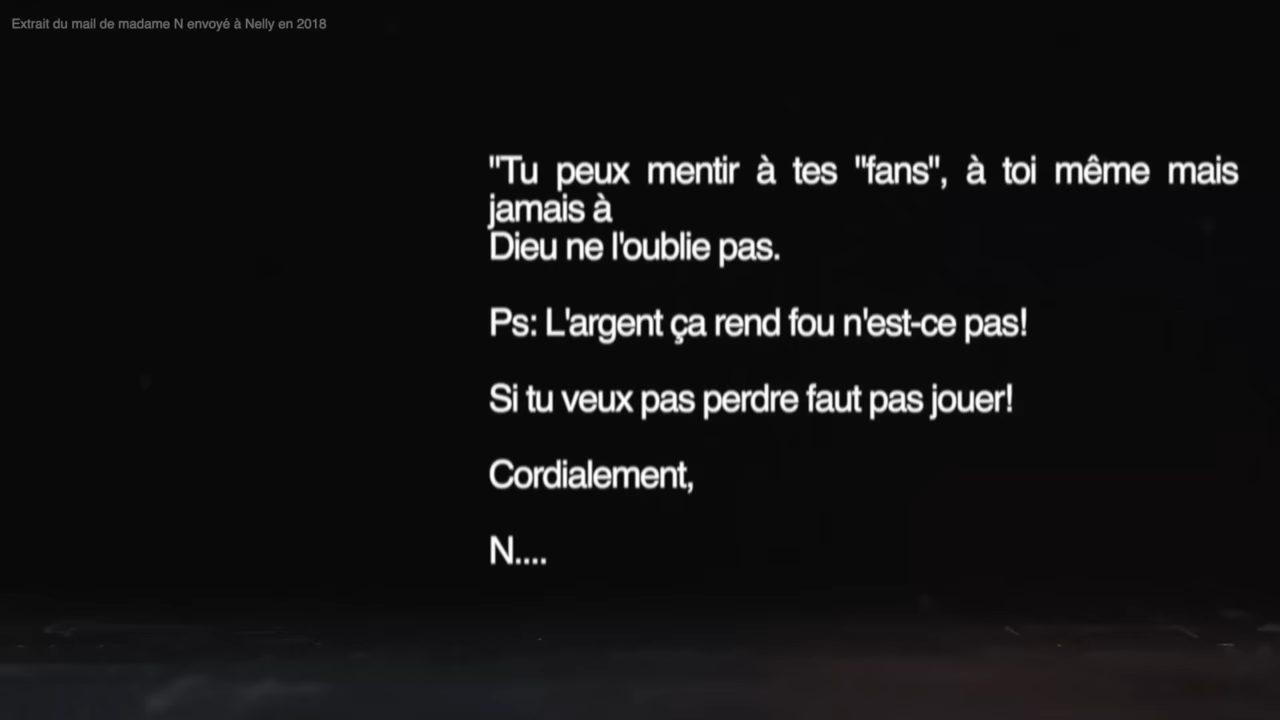 Extrait du mail de madame N envoyé à Nelly en 2018
"Tu peux mentir à tes "fans", à toi même mais
jamais à
Dieu ne l'oublie pas.
Ps: L'argent ça rend fou n'est-ce pas!
Si tu veux pas perdre faut pas jouer!
Cordialement,
N....